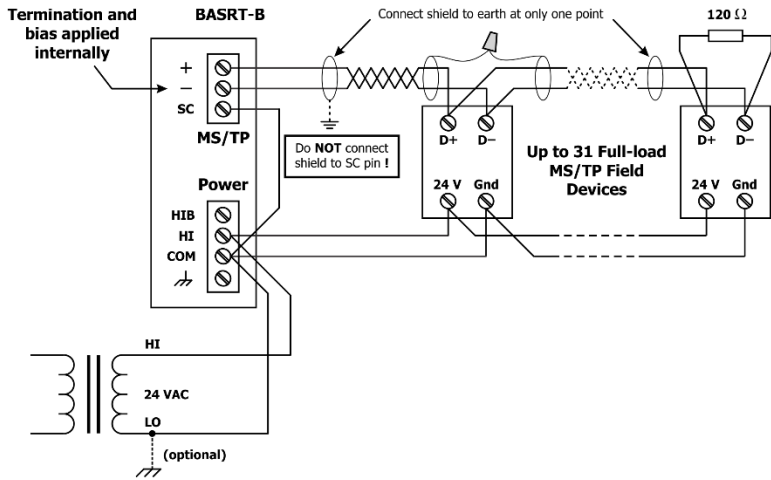 Termination and
bias applied
internally
BASRT-B
Connect shield to earth at only one point
120 Ω
+
−
SC
MS/TP
Do NOT connect
shield to SC pin !
D+ D−
Up to 31 Full-load
MS/TP Field
Devices
D+ D−
24 V Gnd
24 V Gnd
Power
HIB
HI
COM
HI
24 VAC
LO
(optional)